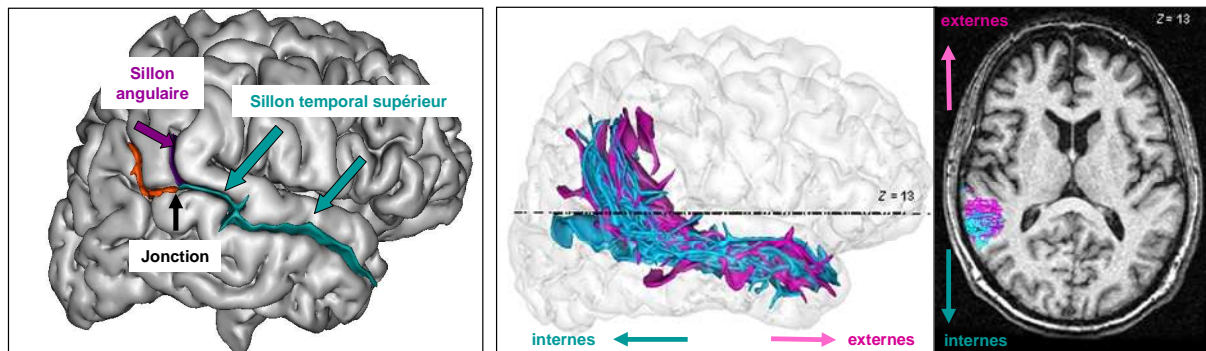 Sillon
angulaire
Sillon temporal supérieur
Jonction
Z = 13
internes
externes
externes
Z = 13
internes